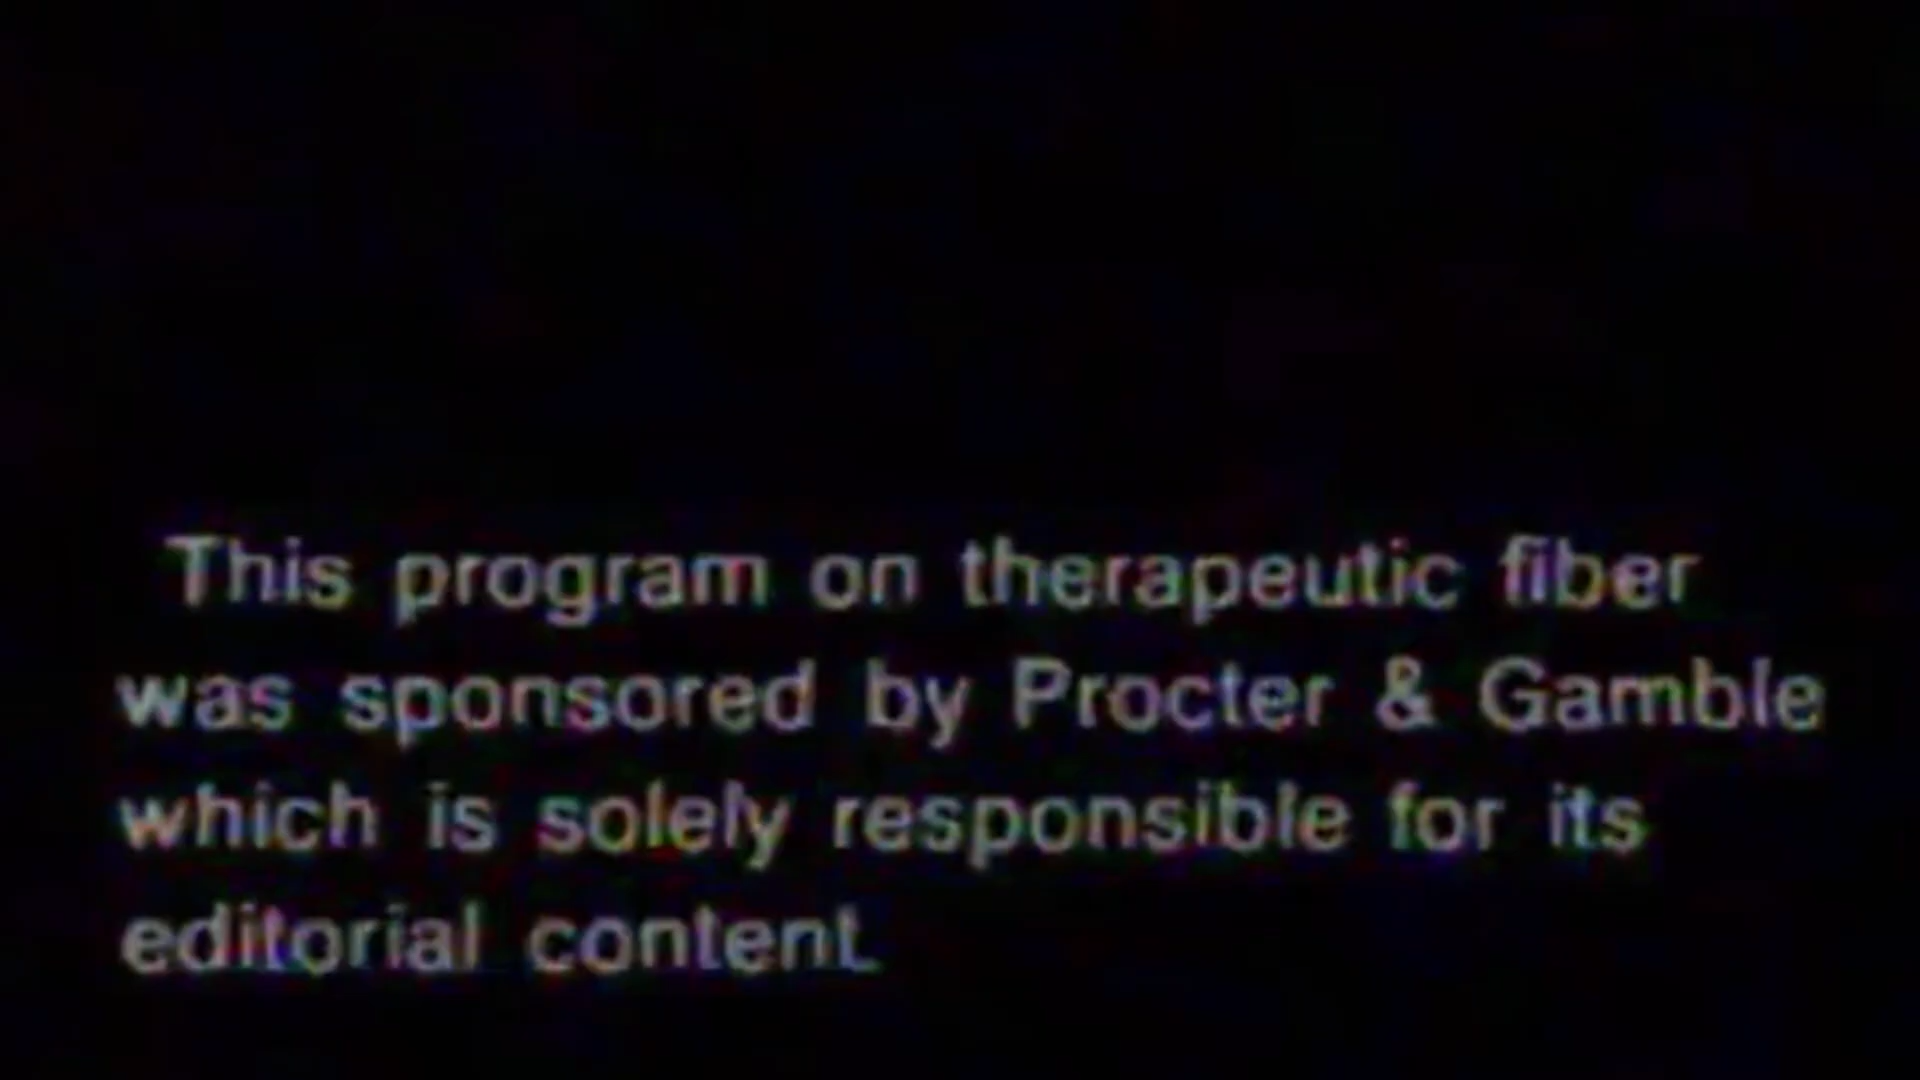 This program on therapeutic fiber
was sponsored by Procter & Gamble
which is solely responsible for its
editorial content.